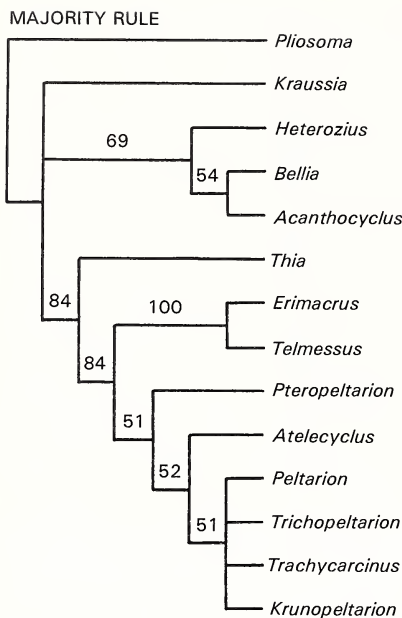 MAJORITY RULE
Pliosoma
Kraussia
69
Heterozius
54
Bellia
Acanthocyclus
Thia
84
100
Erimacrus
Telmessus
84
Pteropeltarion
51
Atelecyclus
52
Peltarion
51
Trichopeltarion
Trachycarcinus
Krunopeltarion